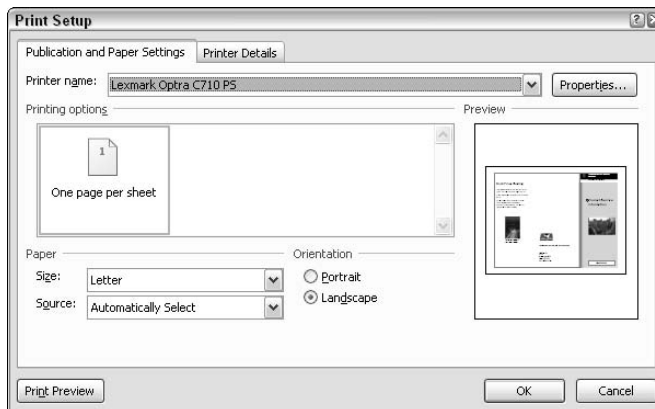 Print Setup
Publication and Paper Settings
Printer Details
Printer name:
Lexmark Optra C710 PS
Properties...
Printing options
Preview
1
One page per sheet
Paper
Orientation
Size:
Letter
Portrait
Source:
Automatically Select
Landscape
Print Preview
OK
Cancel